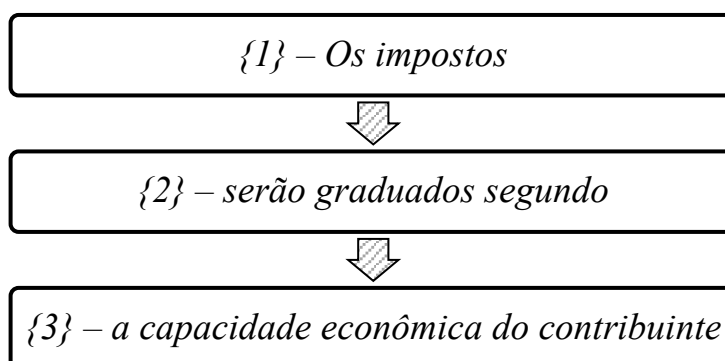 {1} – Os impostos
{2} – serão graduados segundo
{3} – a capacidade econômica do contribuinte